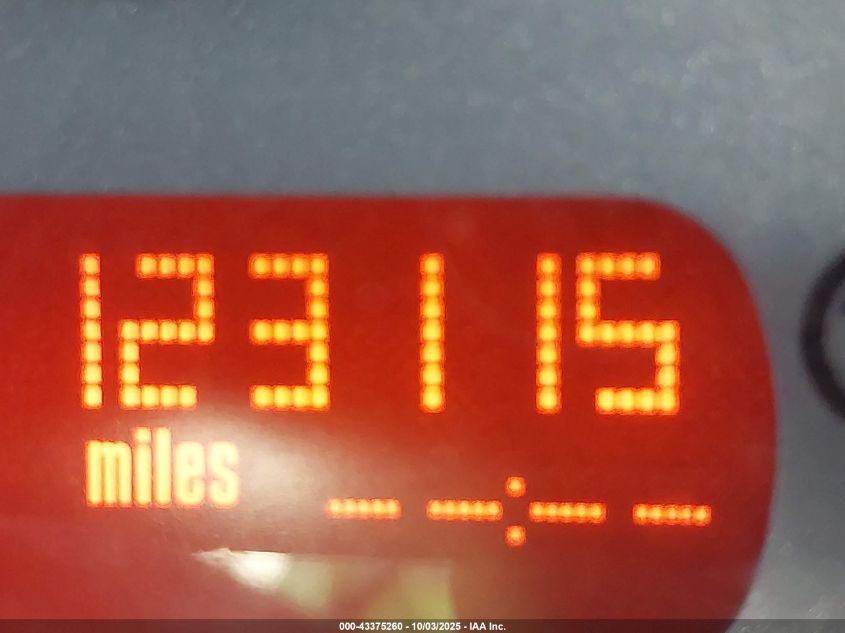 123115
miles
-- -- : -- --
000-43375260 - 10/03/2025 - IAA Inc.